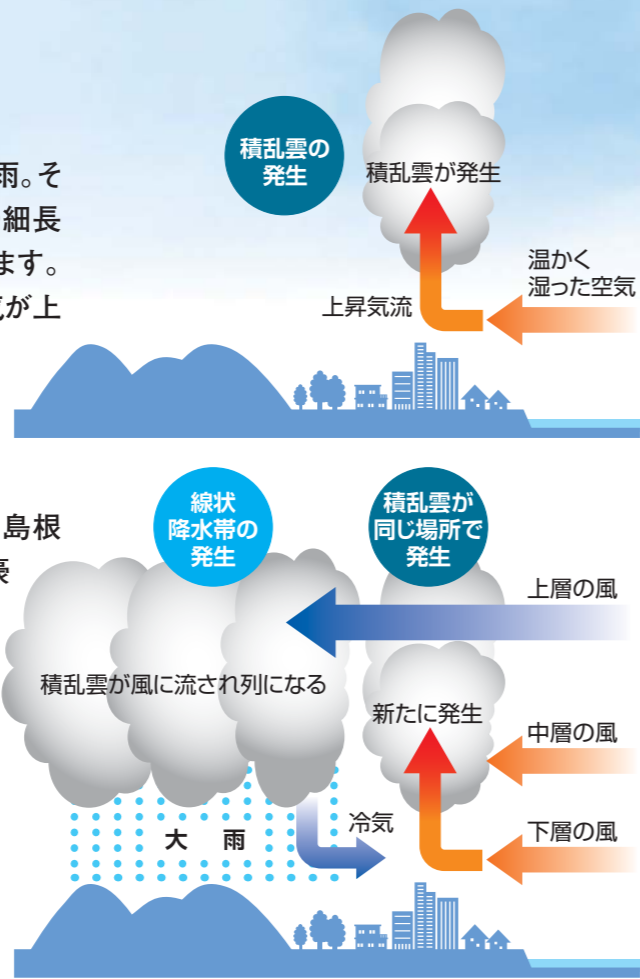 雨。そ
細長
ます。
が上
積乱雲の
発生
積乱雲が発生
上昇気流
温かく
湿った空気
島根
線状
降水帯の
発生
積乱雲が
同じ場所で
発生
上層の風
積乱雲が風に流され列になる
新たに発生
中層の風
大 雨
冷気
下層の風